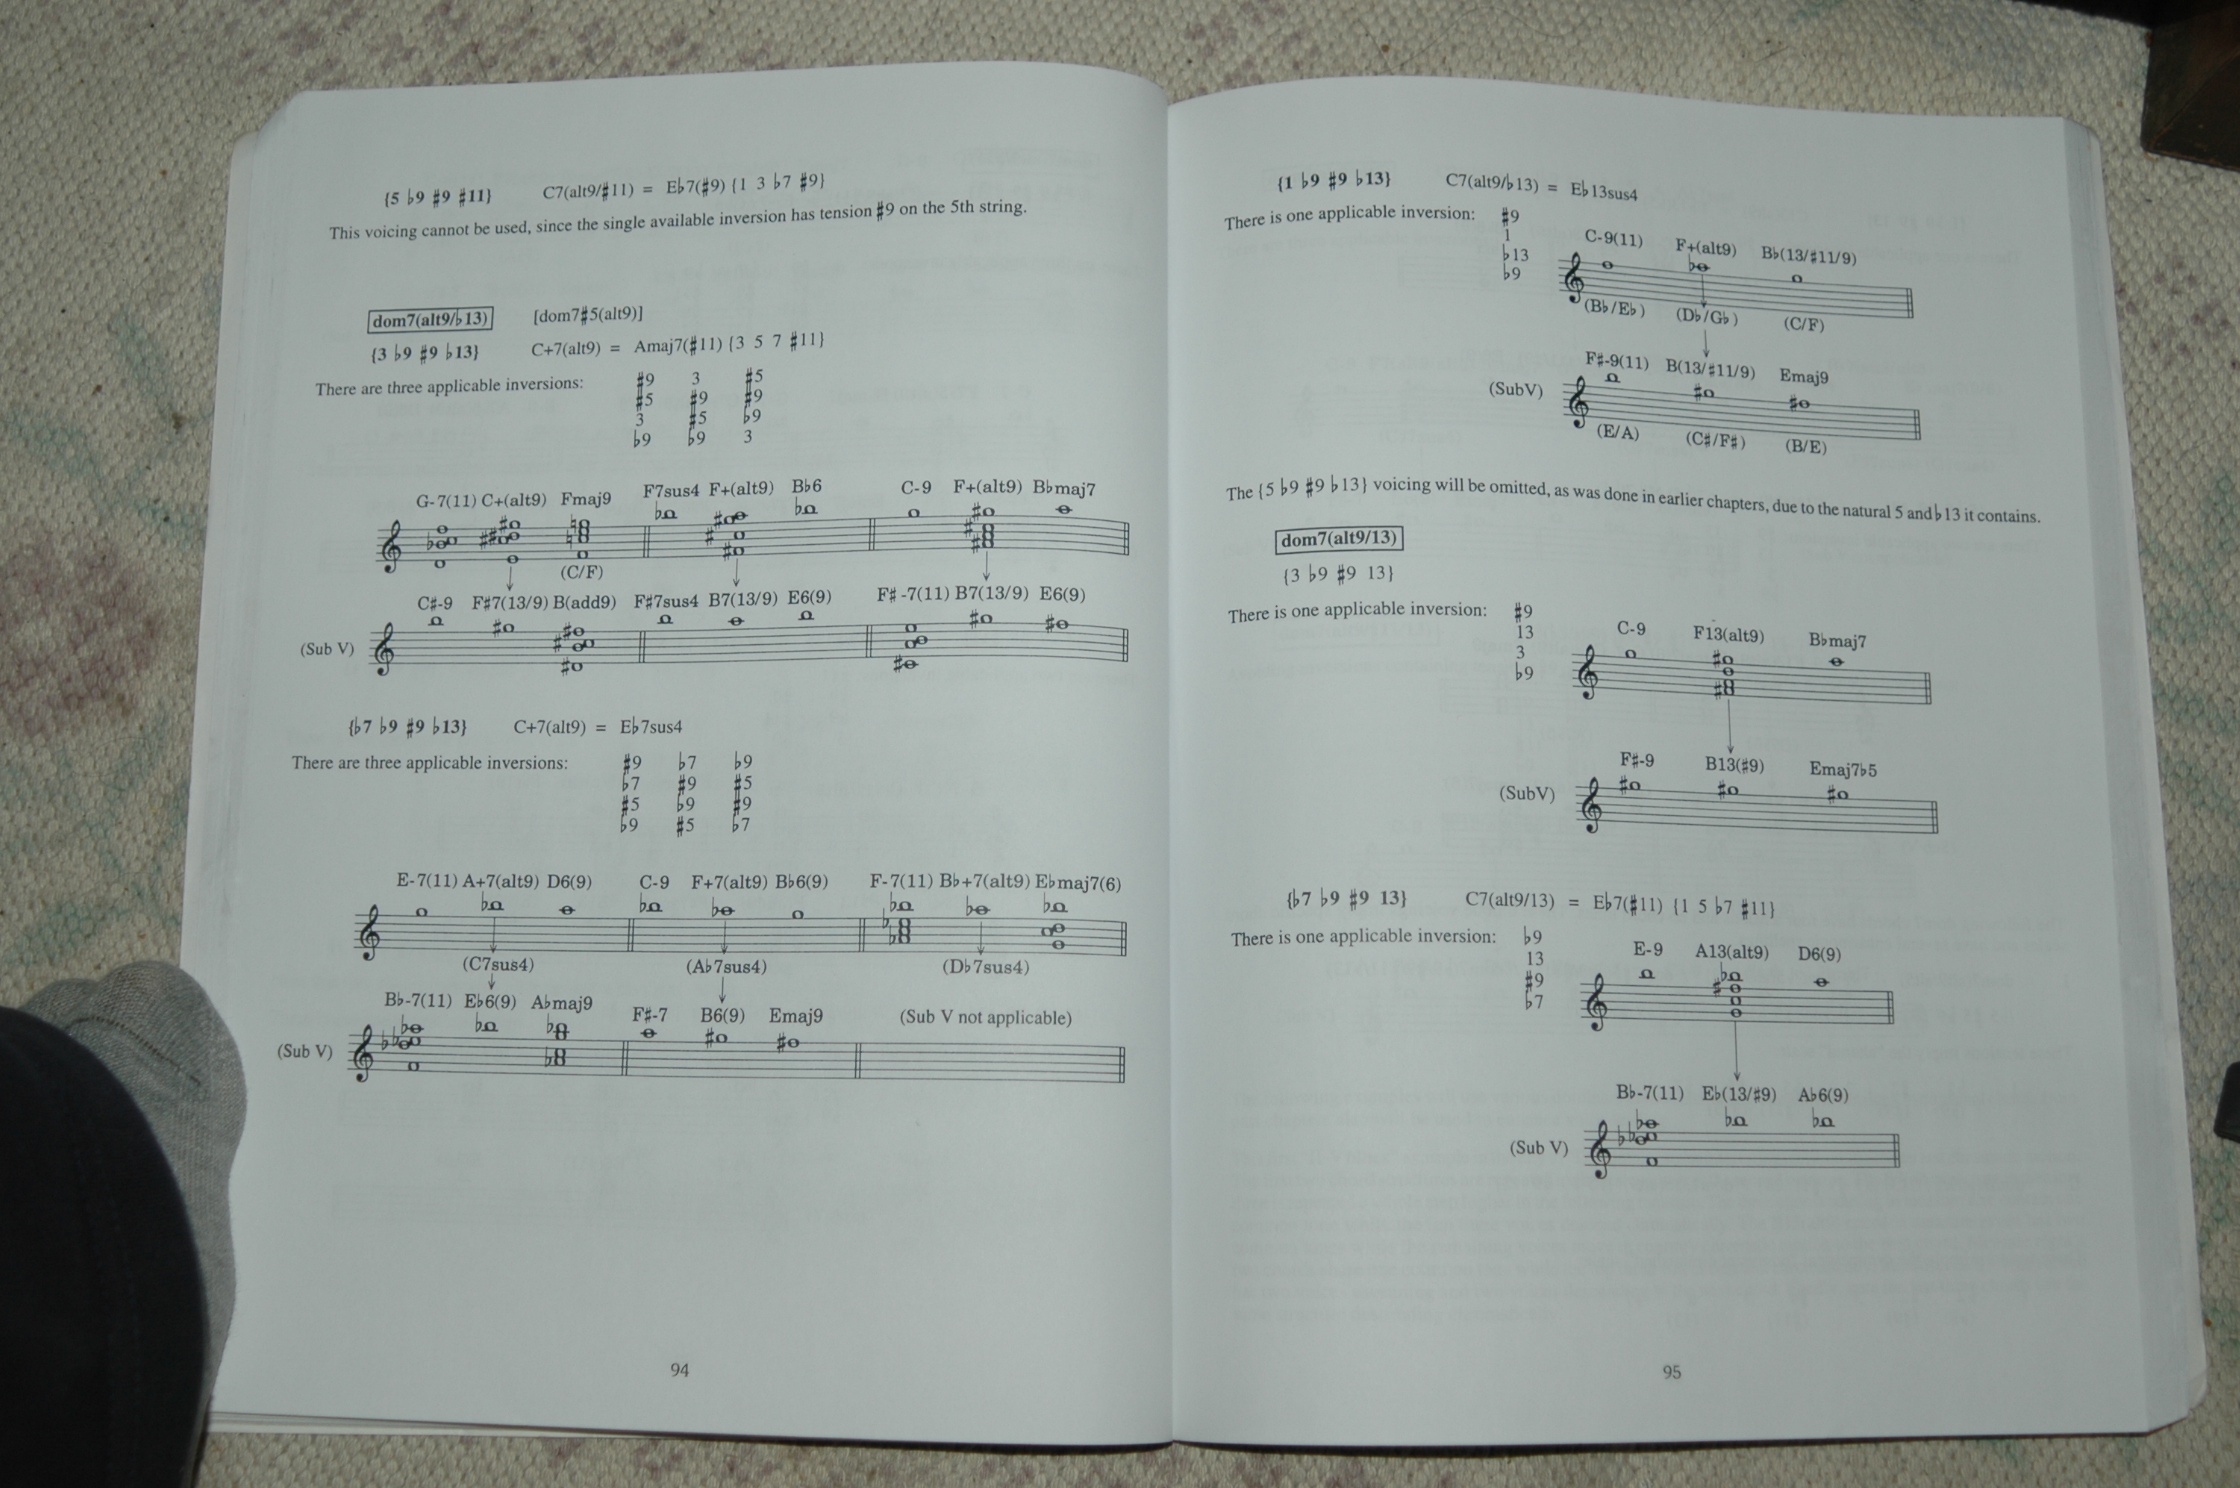 {5 ♭9 ♯9 ♯11} C7(alt9/♯11) = E♭7(♯9) {1 3 ♭7 ♯9}
This voicing cannot be used, since the single available inversion has tension ♯9 on the 5th string.
dom7(alt9/♭13) [dom7♯5(alt9)]
{3 ♭9 ♯9 ♭13} C+7(alt9) = Amaj7(♯11) {3 5 7 ♯11}
There are three applicable inversions: ♯9 3 ♯5
♯5 ♯9 ♯9
3 ♯5 ♭9
♭9 ♭9 3
G-7(11) C+(alt9) Fmaj9 F7sus4 F+(alt9) B♭6 C-9 F+(alt9) B♭maj7
(C/F)
C♯-9 F♯7(13/9) B(add9) F♯7sus4 B7(13/9) E6(9) F♯-7(11) B7(13/9) E6(9)
(Sub V)
{♭7 ♭9 ♯9 ♭13} C+7(alt9) = E♭7sus4
There are three applicable inversions: ♯9 ♭7 ♭9
♭7 ♯9 ♯5
♯5 ♭9 ♯9
♭9 ♯5 ♭7
E-7(11) A+7(alt9) D6(9) C-9 F+7(alt9) B♭6(9) F-7(11) B♭+7(alt9) E♭maj7(6)
(C7sus4) (A♭7sus4) (D♭7sus4)
B♭-7(11) E♭6(9) A♭maj9 F♯-7 B6(9) Emaj9 (Sub V not applicable)
(Sub V)
94
{1 ♭9 ♯9 ♭13} C7(alt9/♭13) = E♭13sus4
There is one applicable inversion: ♯9
1
♭13
♭9
C-9(11) F+(alt9) B♭(13/♯11/9)
(B♭/E♭) (D♭/G♭) (C/F)
F♯-9(11) B(13/♯11/9) Emaj9
(SubV)
(E/A) (C♯/F♯) (B/E)
The {5 ♭9 ♯9 ♭13} voicing will be omitted, as was done in earlier chapters, due to the natural 5 and ♭13 it contains.
dom7(alt9/13)
{3 ♭9 ♯9 13}
There is one applicable inversion: ♯9
13
3
♭9
C-9 F13(alt9) B♭maj7
F♯-9 B13(♯9) Emaj7♭5
(SubV)
{♭7 ♭9 ♯9 13} C7(alt9/13) = E♭7(♯11) {1 5 ♭7 ♯11}
There is one applicable inversion: ♭9
13
♯9
♭7
E-9 A13(alt9) D6(9)
B♭-7(11) E♭(13/♯9) A♭6(9)
(Sub V)
95